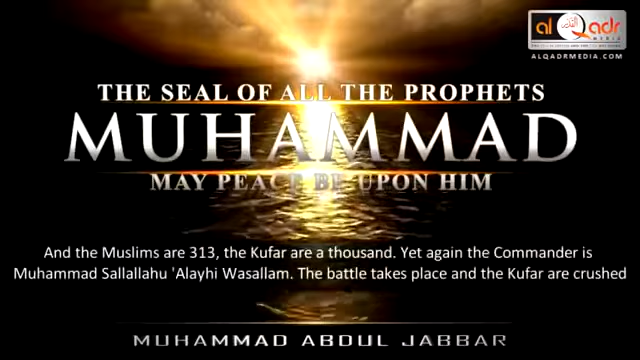 al Qadr
MEDIA
ALQADRMEDIA.COM
THE SEAL OF ALL THE PROPHETS
MUHAMMAD
MAY PEACE BE UPON HIM
And the Muslims are 313, the Kufar are a thousand. Yet again the Commander is
Muhammad Sallallahu 'Alayhi Wasallam. The battle takes place and the Kufar are crushed
MUHAMMAD ABDUL JABBAR